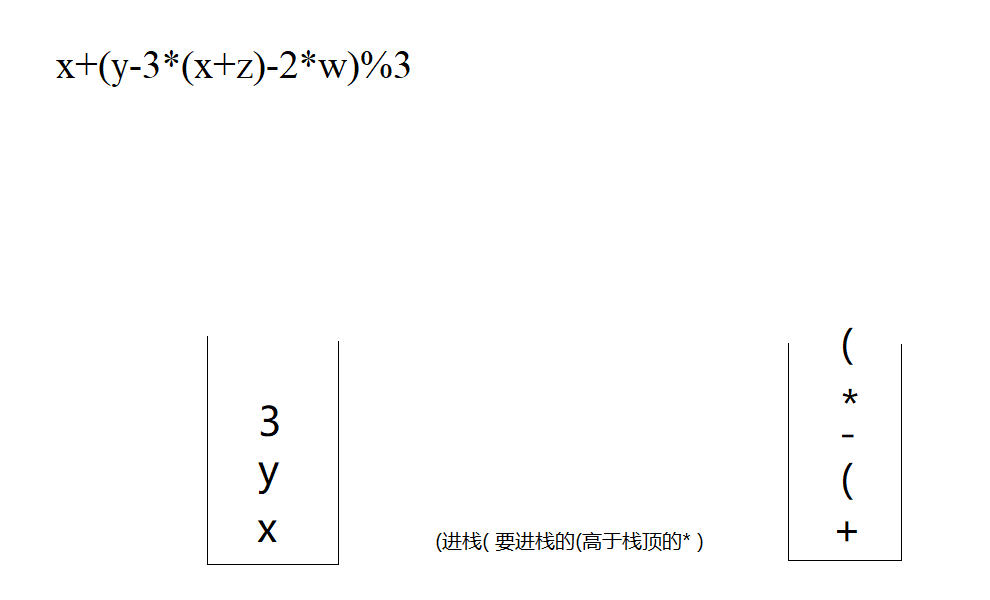 x+(y-3*(x+z)-2*w)%3
(
*
-
(
+
3
y
x
(进栈( 要进栈的(高于栈顶的* )